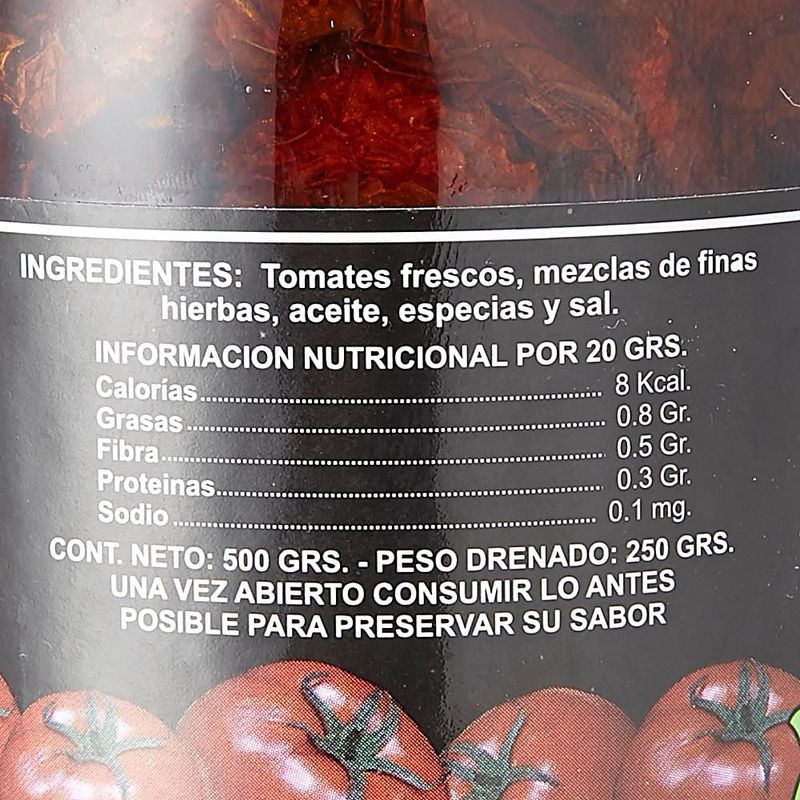 INGREDIENTES: Tomates frescos, mezclas de finas
hierbas, aceite, especias y sal.
INFORMACION NUTRICIONAL POR 20 GRS.
Calorías........................ 8 Kcal.
Grasas........................ 0.8 Gr.
Fibra........................ 0.5 Gr.
Proteinas........................ 0.3 Gr.
Sodio........................ 0.1 mg.
CONT. NETO: 500 GRS. - PESO DRENADO: 250 GRS.
UNA VEZ ABIERTO CONSUMIR LO ANTES
POSIBLE PARA PRESERVAR SU SABOR